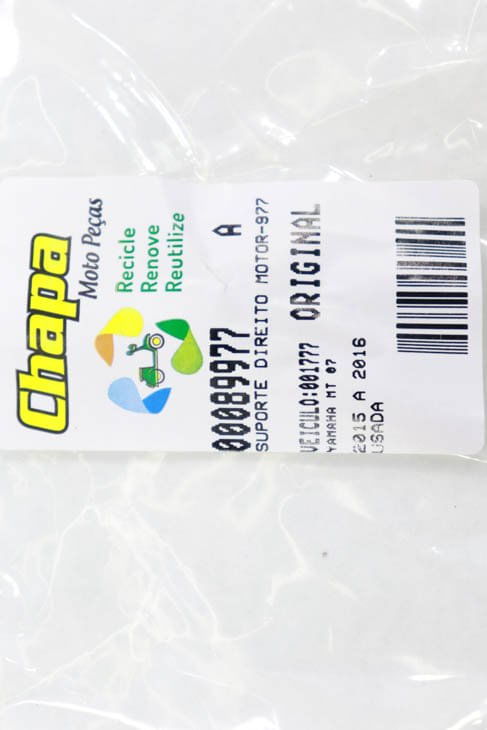 Chapa
Moto Peças
Recicle
Renove
Reutilize
00089977 A
SUPORTE DIREITO MOTOR-977
VEICULO:001777 ORIGINAL
YAMAHA MT 07
2015 A 2016
USADA